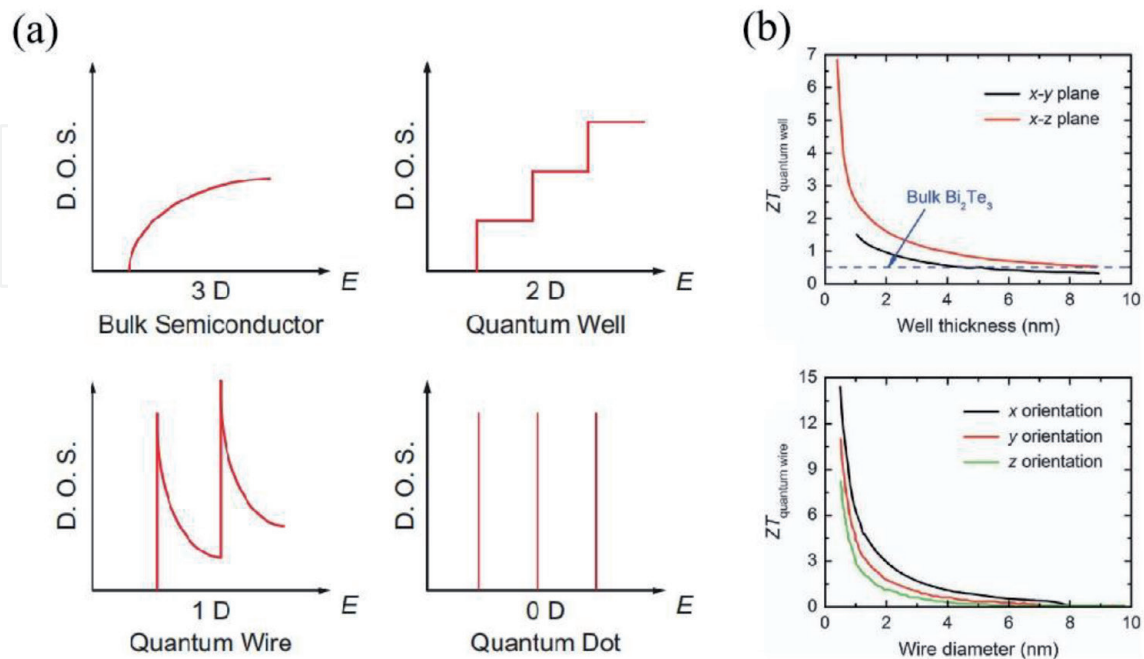 (a)
D. O. S.
E
3 D
Bulk Semiconductor
D. O. S.
E
2 D
Quantum Well
D. O. S.
E
1 D
Quantum Wire
D. O. S.
E
0 D
Quantum Dot
(b)
7
6
5
4
3
2
1
0
ZTquantum well
x-y plane
x-z plane
Bulk Bi₂Te₃
0 2 4 6 8 10
Well thickness (nm)
15
12
9
6
3
0
ZTquantum wire
x orientation
y orientation
z orientation
0 2 4 6 8 10
Wire diameter (nm)